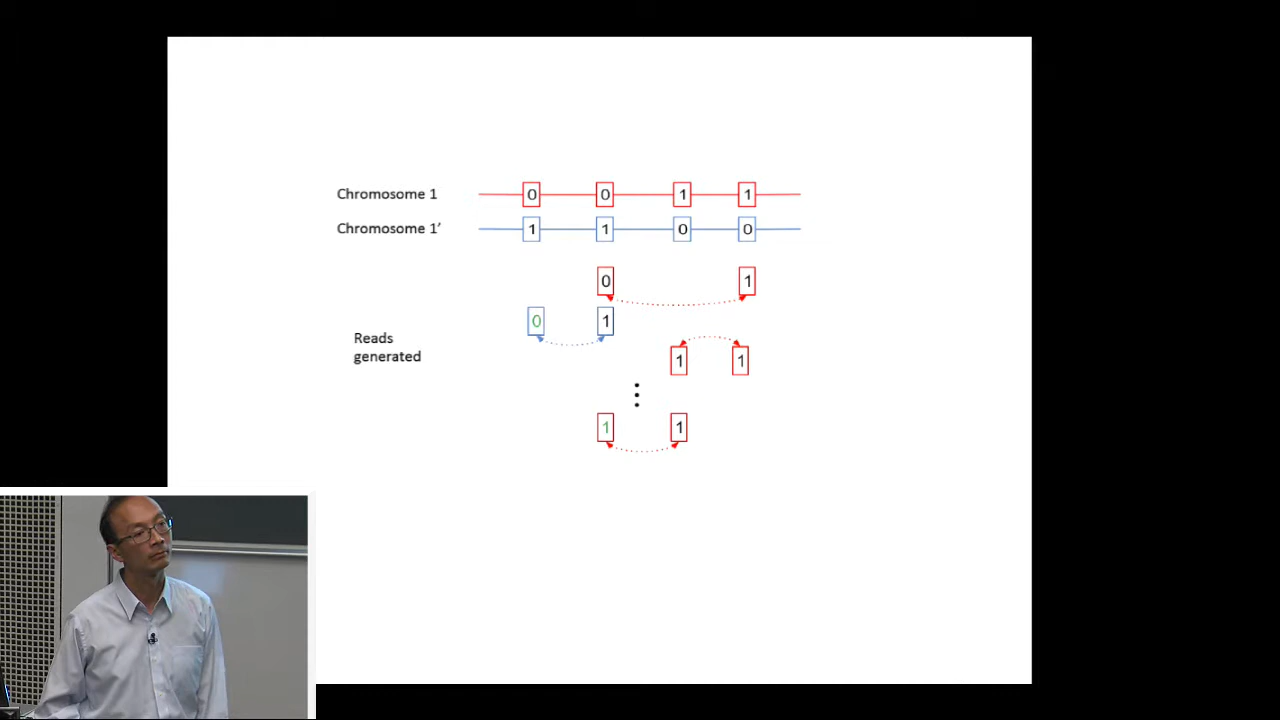 Chromosome 1 0 0 1 1
Chromosome 1′ 1 1 0 0
0 1
0 1
Reads
generated
1 1
1 1